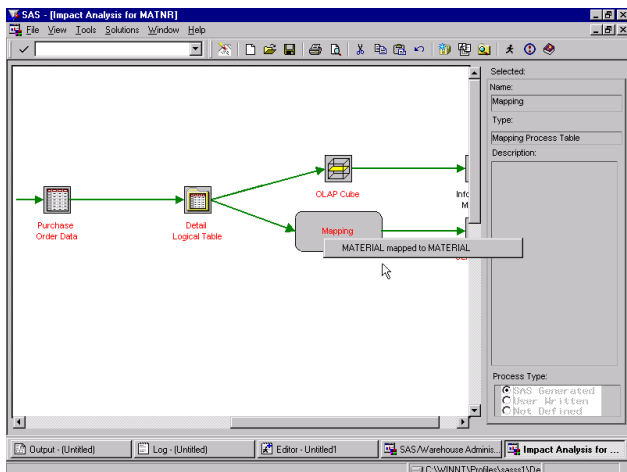 SAS - [Impact Analysis for MATNR]
File View Tools Solutions Window Help
Selected:
Name:
Mapping
Type:
Mapping Process Table
Description:
OLAP Cube
Info
M
Purchase
Order Data
Detail
Logical Table
Mapping
MATERIAL mapped to MATERIAL
Process Type:
SAS Generated
User Written
Not Defined
Output - (Untitled)
Log - (Untitled)
Editor - Untitled1
SAS/Warehouse Adminis...
Impact Analysis for ...
C:\WINNT\Profiles\sasss1\De